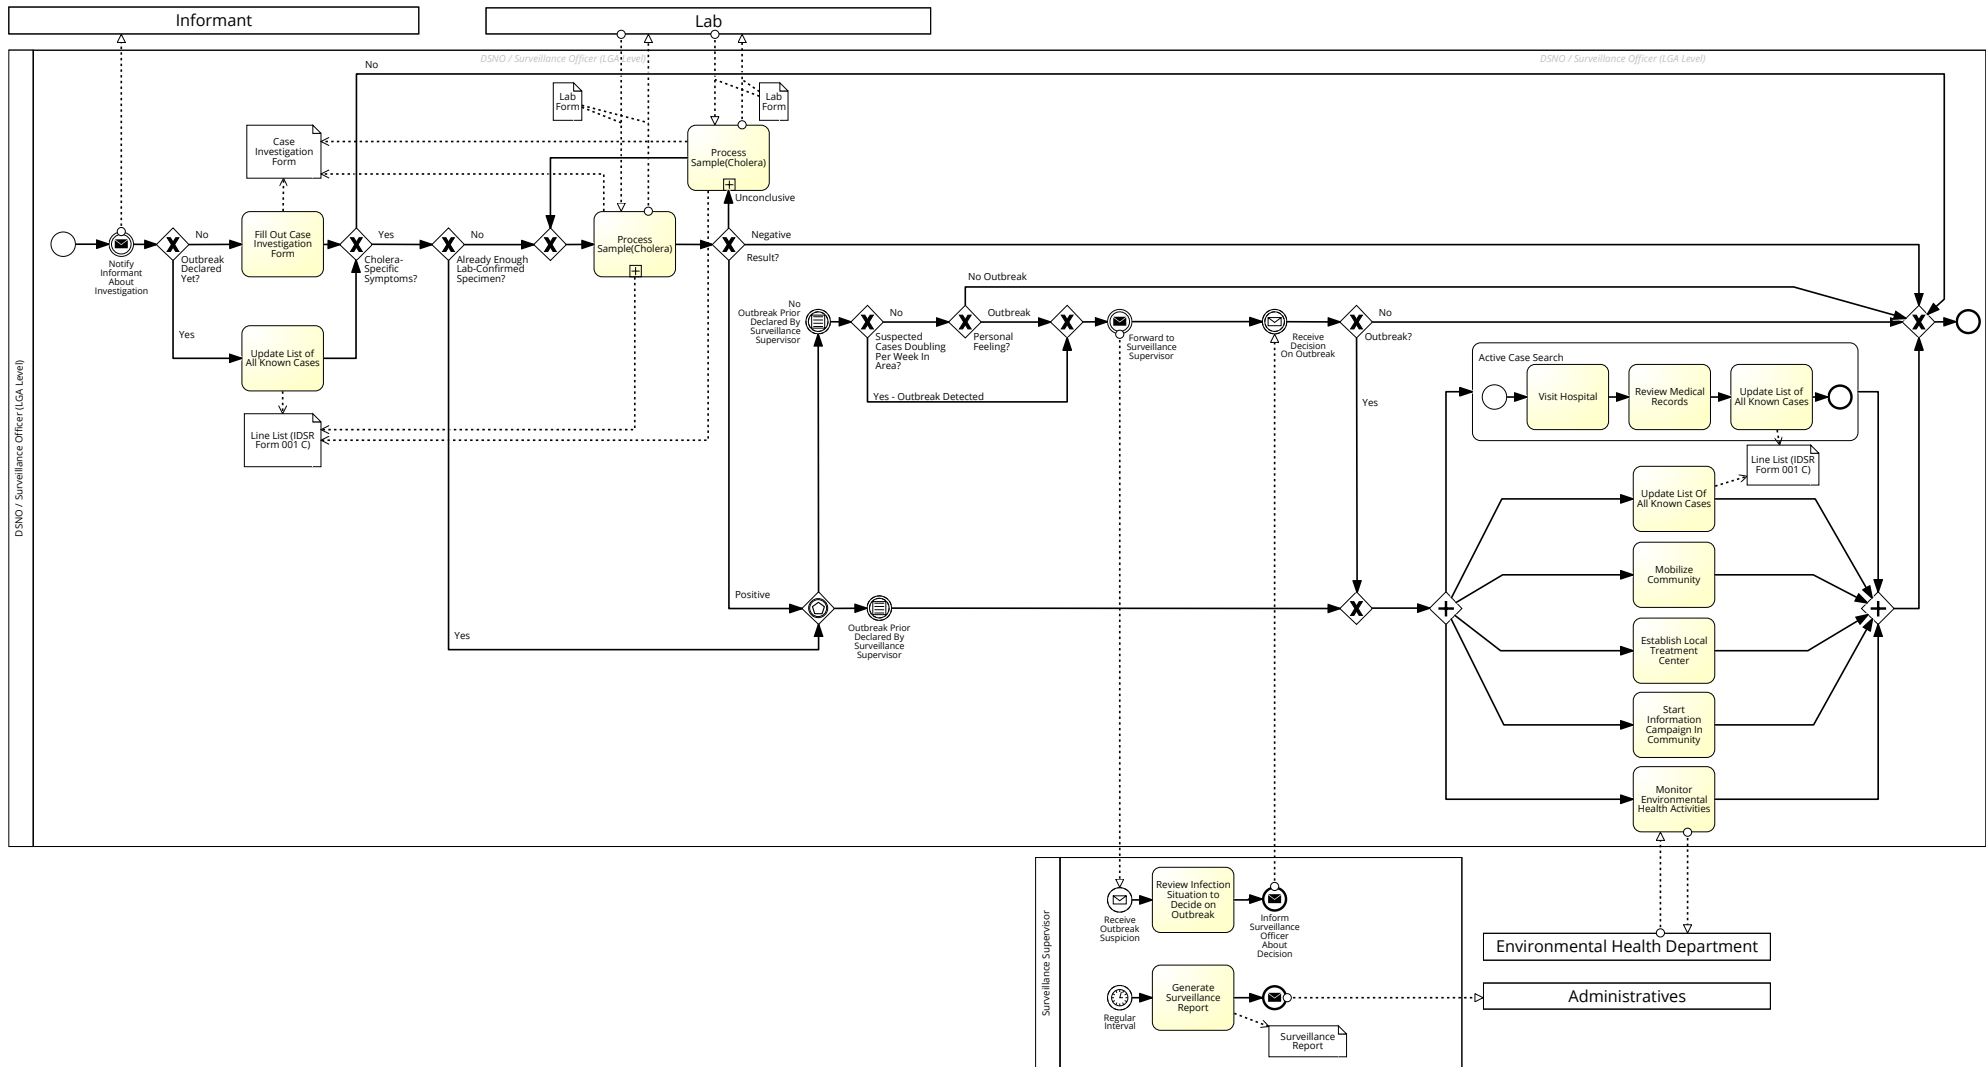 Informant
Lab
DSNO / Surveillance Officer (LGA Level)
DSNO / Surveillance Officer (LGA Level)
DSNO / Surveillance Officer (LGA Level)
No
Lab
Form
Lab
Form
Case
Investigation
Form
Process
Sample(Cholera)
Unconclusive
Notify
Informant
About
Investigation
No
Outbreak
Declared
Yet?
Yes
Fill Out Case
Investigation
Form
Update List of
All Known Cases
Line List (IDSR
Form 001 C)
Yes
Cholera-
Specific
Symptoms?
No
Already Enough
Lab-Confirmed
Specimen?
Yes
Process
Sample(Cholera)
Negative
Result?
Positive
No
Outbreak Prior
Declared By
Surveillance
Supervisor
Outbreak Prior
Declared By
Surveillance
Supervisor
No
Suspected
Cases Doubling
Per Week In
Area?
Yes - Outbreak Detected
No Outbreak
Outbreak
Personal
Feeling?
Forward to
Surveillance
Supervisor
Receive
Decision
On Outbreak
No
Outbreak?
Yes
Active Case Search
Visit Hospital
Review Medical
Records
Update List of
All Known Cases
Line List (IDSR
Form 001 C)
Update List Of
All Known Cases
Mobilize
Community
Establish Local
Treatment
Center
Start
Information
Campaign In
Community
Monitor
Environmental
Health Activities
Surveillance Supervisor
Receive
Outbreak
Suspicion
Review Infection
Situation to
Decide on
Outbreak
Inform
Surveillance
Officer
About
Decision
Regular
Interval
Generate
Surveillance
Report
Surveillance
Report
Environmental Health Department
Administratives